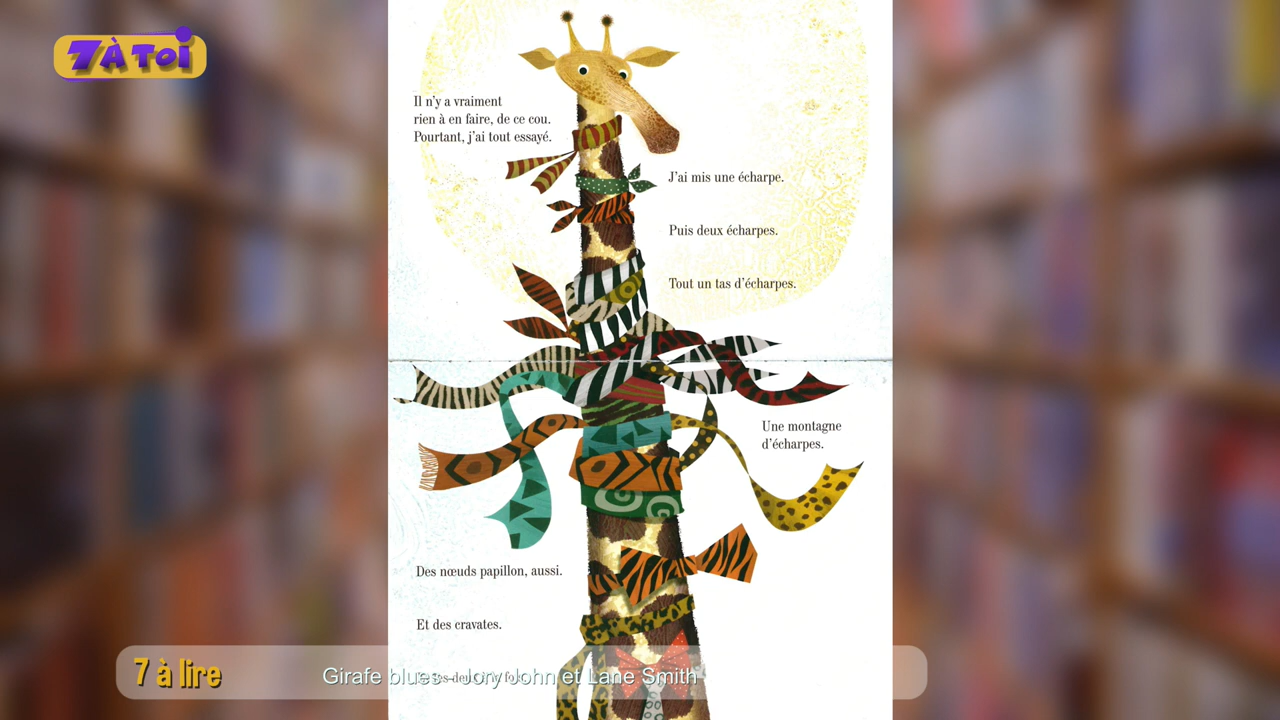 7 À TOI
Il n'y a vraiment
rien à en faire, de ce cou.
Pourtant, j'ai tout essayé.
J'ai mis une écharpe.
Puis deux écharpes.
Tout un tas d'écharpes.
Une montagne
d'écharpes.
Des nœuds papillon, aussi.
Et des cravates.
7 à lire
Girafe blues – Jory John et Lane Smith